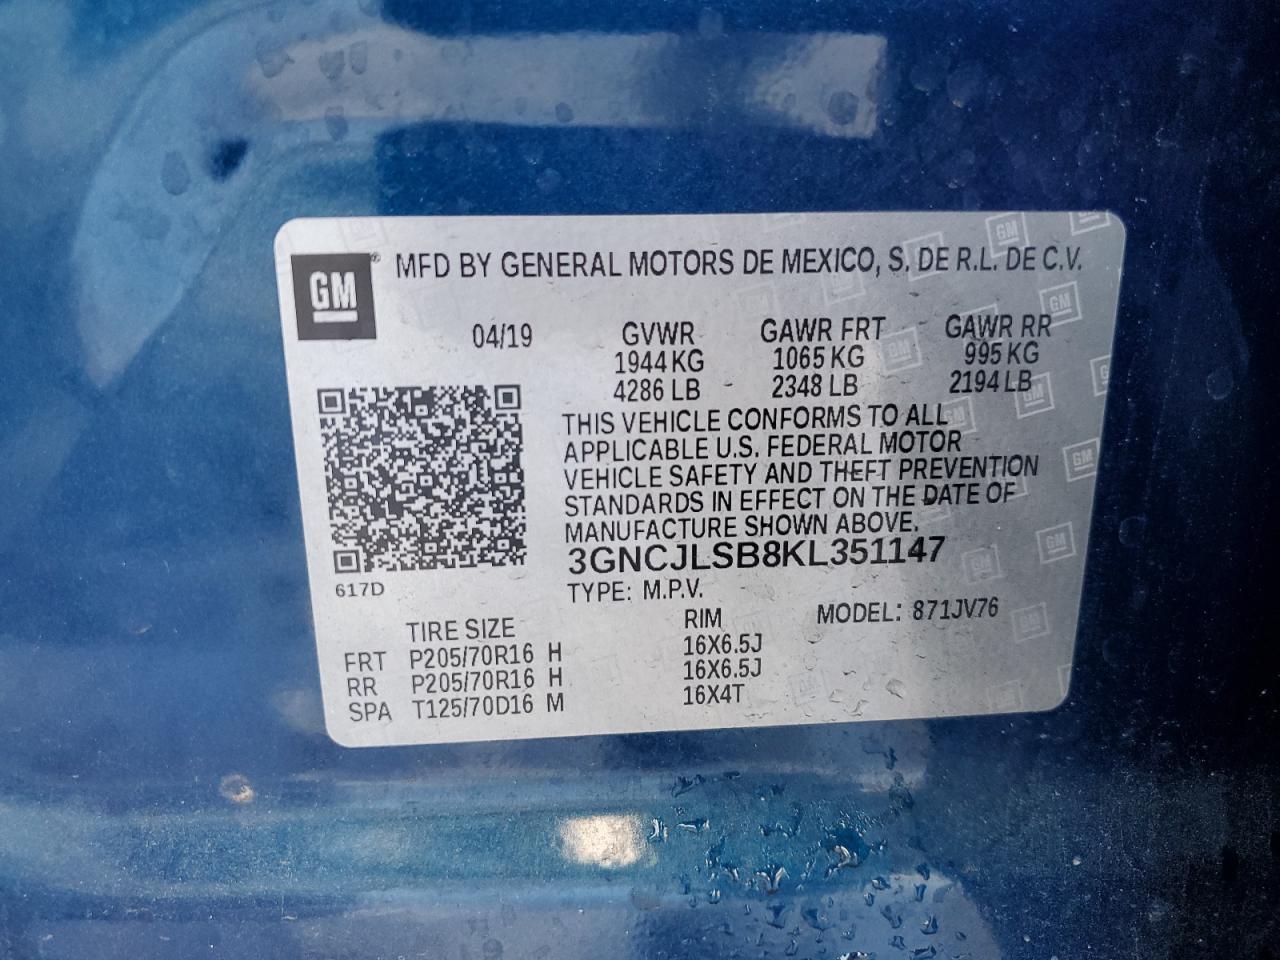 GM® MFD BY GENERAL MOTORS DE MEXICO, S. DE R.L. DE C.V.
04/19 GVWR GAWR FRT GAWR RR
1944 KG 1065 KG 995 KG
4286 LB - 2348 LB 2194 LB
THIS VEHICLE CONFORMS TO ALL
APPLICABLE U.S. FEDERAL MOTOR
VEHICLE SAFETY AND THEFT PREVENTION
STANDARDS IN EFFECT ON THE DATE OF
MANUFACTURE SHOWN ABOVE.
3GNCJLSB8KL351147
617D
TYPE: M.P.V.
MODEL: 871JV76
TIRE SIZE RIM
FRT P205/70R16 H 16X6.5J
RR P205/70R16 H 16X6.5J
SPA T125/70D16 M 16X4T